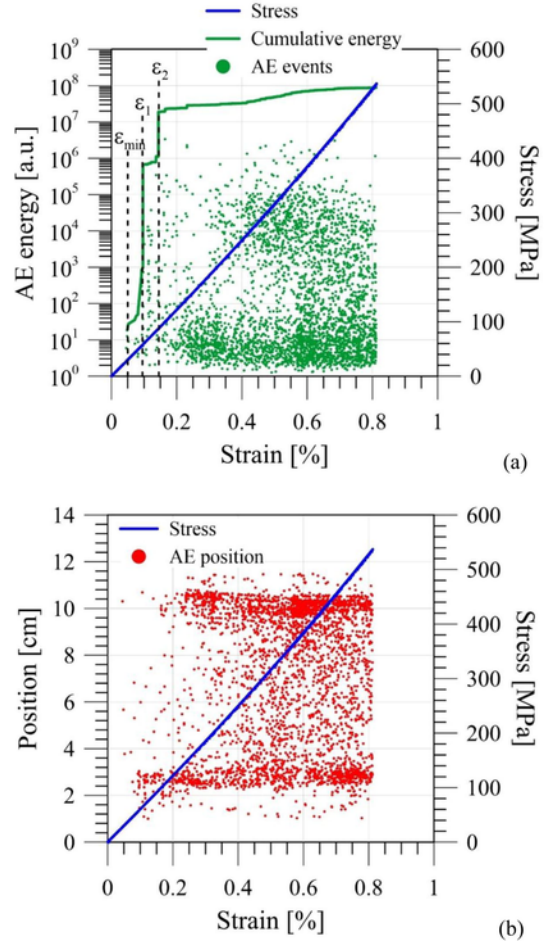 Stress
Cumulative energy
AE events
10⁹
10⁸
10⁷
10⁶
10⁵
10⁴
10³
10²
10¹
10⁰
AE energy [a.u.]
εmin
ε1
ε2
600
500
400
300
200
100
0
Stress [MPa]
0 0.2 0.4 0.6 0.8 1
Strain [%]
(a)
Stress
AE position
14
12
10
8
6
4
2
0
Position [cm]
600
500
400
300
200
100
0
Stress [MPa]
0 0.2 0.4 0.6 0.8 1
Strain [%]
(b)